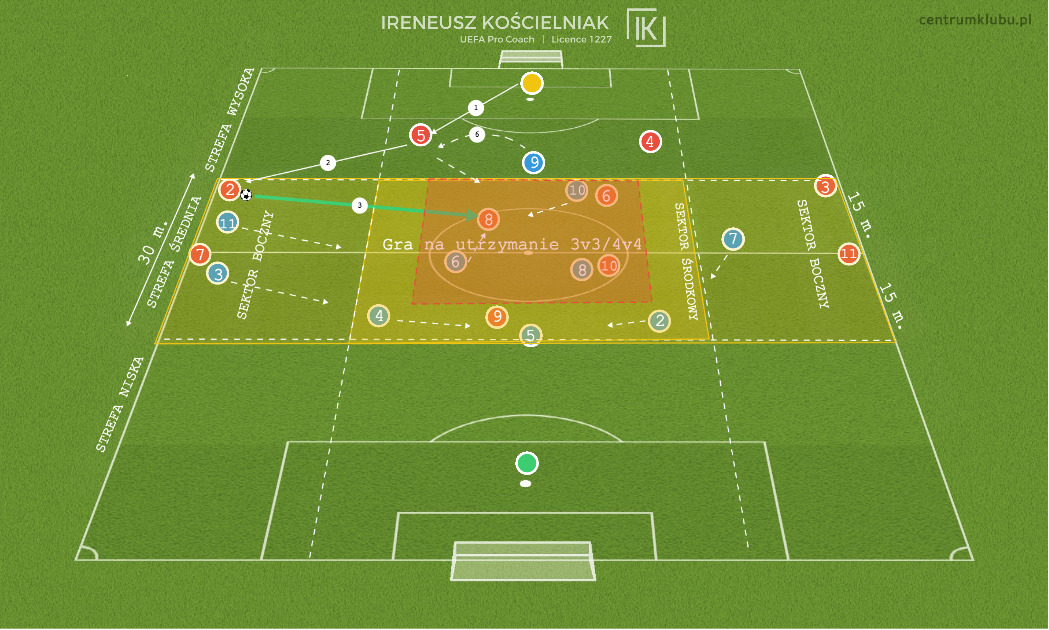 IRENEUSZ KOŚCIELNIAK
UEFA Pro Coach | Licence 1227
IK
centrumklubu.pl
STREFA WYSOKA
1
5
6
4
9
2
2
3
10
6
3
3
8
11
30 m.
STREFA ŚREDNIA
SEKTOR BOCZNY
Gra na utrzymanie 3v3/4v4
SEKTOR ŚRODKOWY
SEKTOR BOCZNY
15 m.
7
7
11
3
6
8
10
15 m.
4
9
5
2
STREFA NISKA